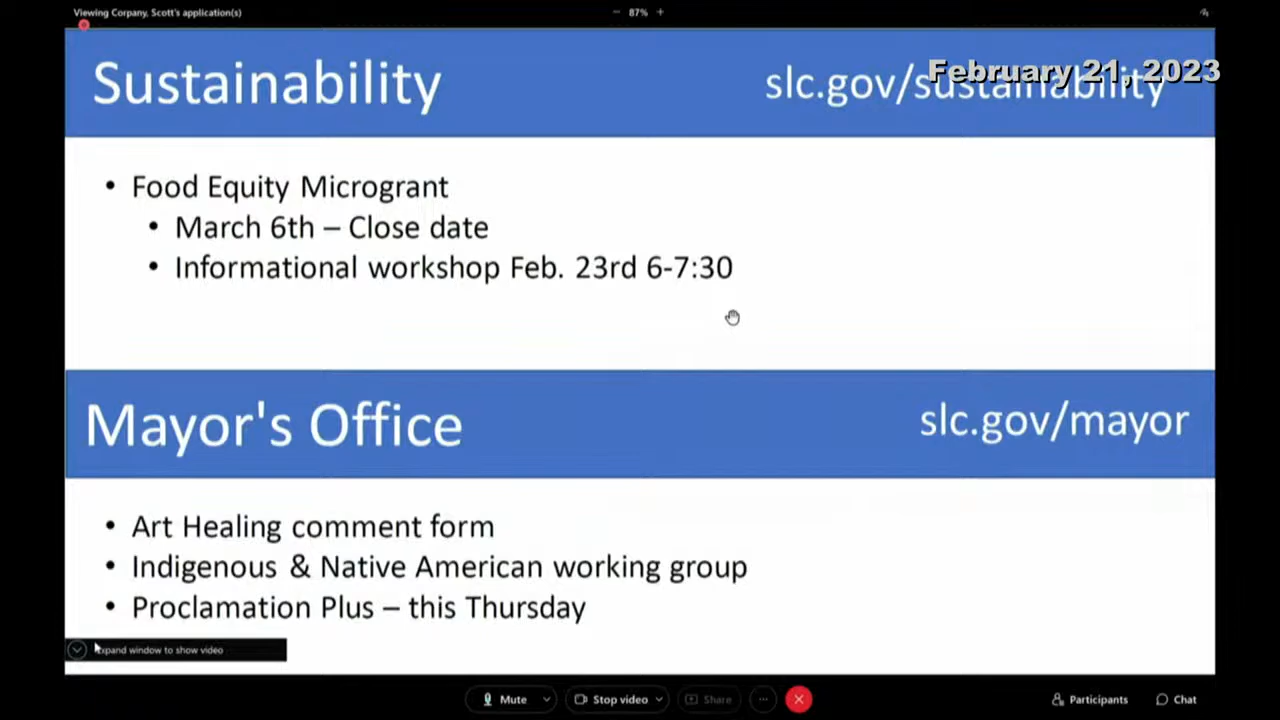 Viewing Corpany, Scott's application(s)
− 87% +
February 21, 2023
Sustainability
slc.gov/sustainability
• Food Equity Microgrant
• March 6th – Close date
• Informational workshop Feb. 23rd 6-7:30
Mayor's Office
slc.gov/mayor
• Art Healing comment form
• Indigenous & Native American working group
• Proclamation Plus – this Thursday
Expand window to show video
Mute
Stop video
Share
Participants
Chat